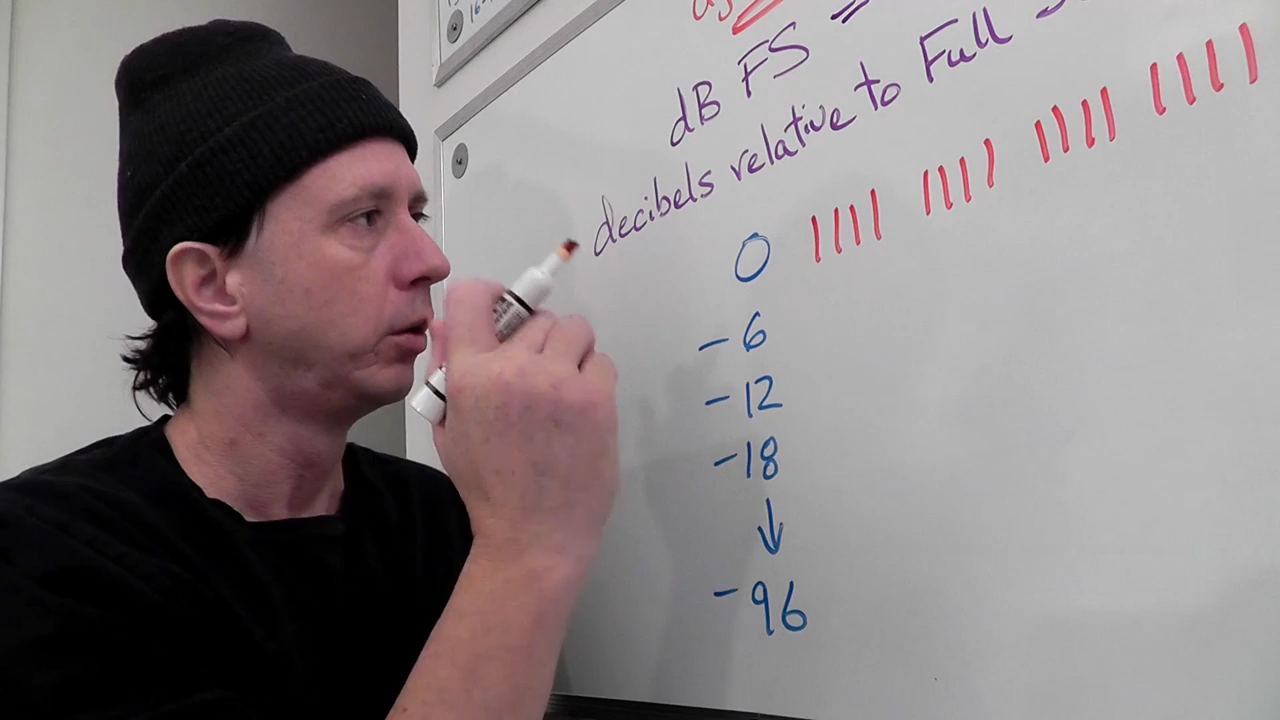 dB FS =
decibels relative to Full
0 |||| |||| |||| ||||
-6
-12
-18
↓
-96